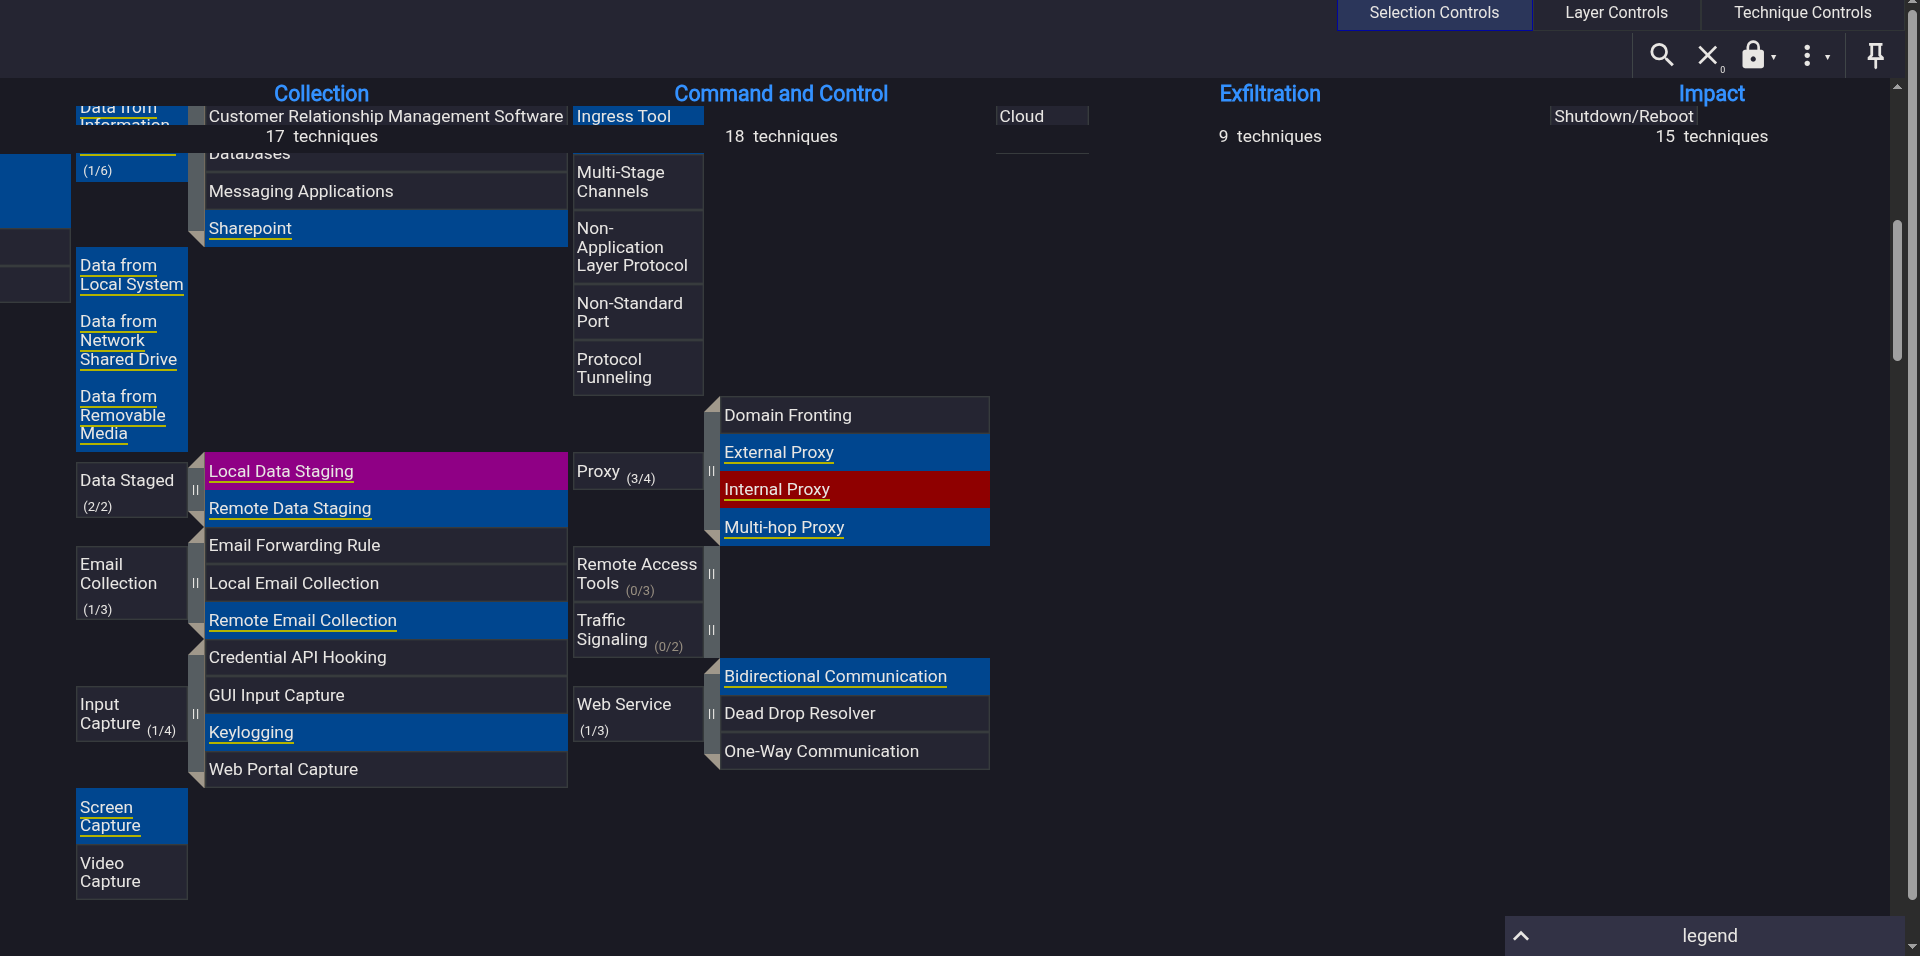 Selection Controls
Layer Controls
Technique Controls
0
Collection
Command and Control
Exfiltration
Impact
17 techniques
18 techniques
9 techniques
15 techniques
Data from
Information
(1/6)
Customer Relationship Management Software
Databases
Messaging Applications
Sharepoint
Data from
Local System
Data from
Network
Shared Drive
Data from
Removable
Media
Data Staged
(2/2)
Local Data Staging
Remote Data Staging
Email
Collection
(1/3)
Email Forwarding Rule
Local Email Collection
Remote Email Collection
Input
Capture (1/4)
Credential API Hooking
GUI Input Capture
Keylogging
Web Portal Capture
Screen
Capture
Video
Capture
Ingress Tool
Multi-Stage
Channels
Non-
Application
Layer Protocol
Non-Standard
Port
Protocol
Tunneling
Proxy (3/4)
Domain Fronting
External Proxy
Internal Proxy
Multi-hop Proxy
Remote Access
Tools (0/3)
Traffic
Signaling (0/2)
Web Service
(1/3)
Bidirectional Communication
Dead Drop Resolver
One-Way Communication
Cloud
Shutdown/Reboot
legend